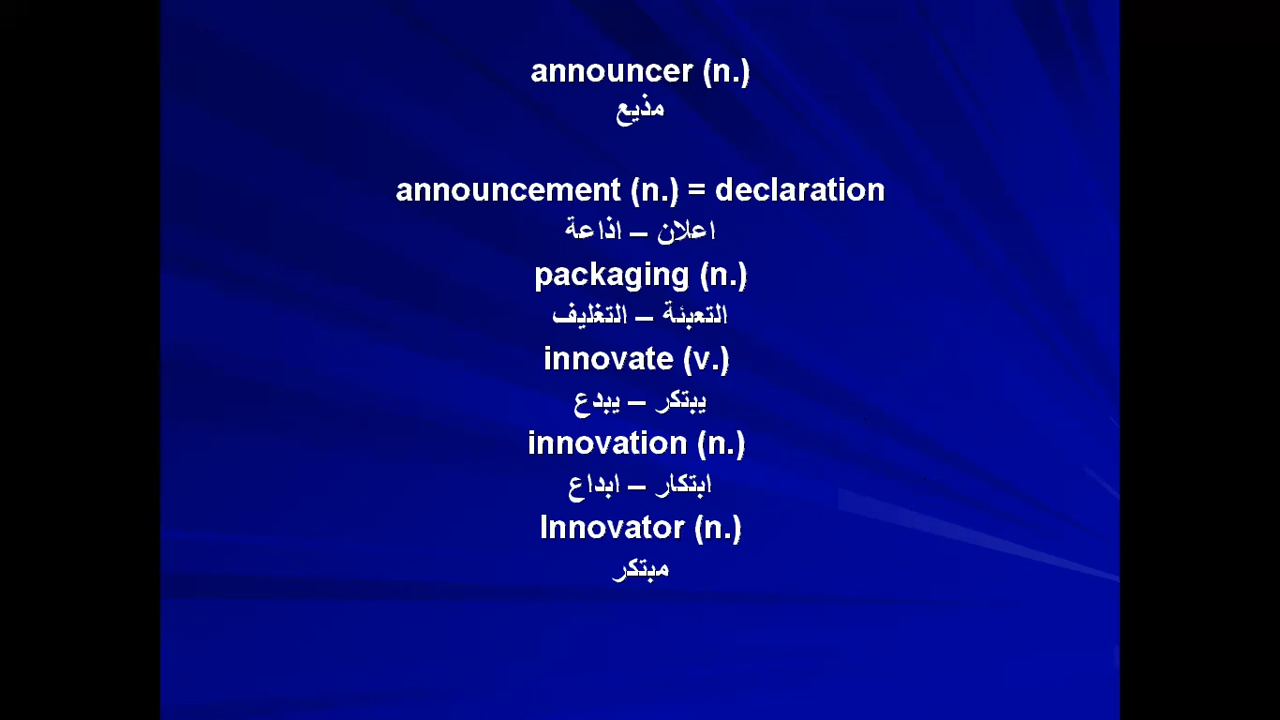 announcer (n.)
مذيع
announcement (n.) = declaration
اعلان – اذاعة
packaging (n.)
التعبئة – التغليف
innovate (v.)
يبتكر – يبدع
innovation (n.)
ابتكار – ابداع
Innovator (n.)
مبتكر